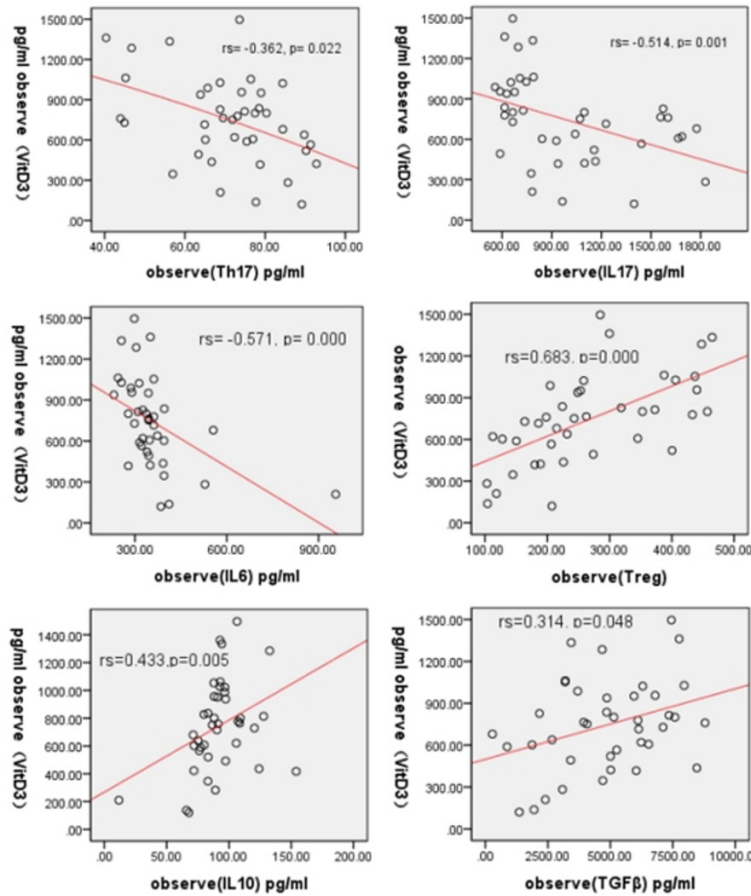 pg/ml observe（VitD3）
1500.00
1200.00
900.00
600.00
300.00
.00
rs= -0.362, p= 0.022
40.00 60.00 80.00 100.00
observe(Th17) pg/ml
pg/ml observe（VitD3）
1500.00
1200.00
900.00
600.00
300.00
.00
rs= -0.514, p= 0.001
600.00 900.00 1200.00 1500.00 1800.00
observe(IL17) pg/ml
pg/ml observe（VitD3）
1500.00
1200.00
900.00
600.00
300.00
.00
rs= -0.571, p= 0.000
300.00 600.00 900.00
observe(IL6) pg/ml
observe（VitD3）
1500.00
1200.00
900.00
600.00
300.00
.00
rs=0.683, p=0.000
100.00 200.00 300.00 400.00 500.00
observe(Treg)
pg/ml observe（VitD3）
1400.00
1200.00
1000.00
800.00
600.00
400.00
200.00
.00
rs=0.433,p=0.005
.00 50.00 100.00 150.00 200.00
observe(IL10) pg/ml
pg/ml observe（VitD3）
1500.00
1200.00
900.00
600.00
300.00
.00
rs=0.314, p=0.048
.00 2500.00 5000.00 7500.00 10000.00
observe(TGFβ) pg/ml